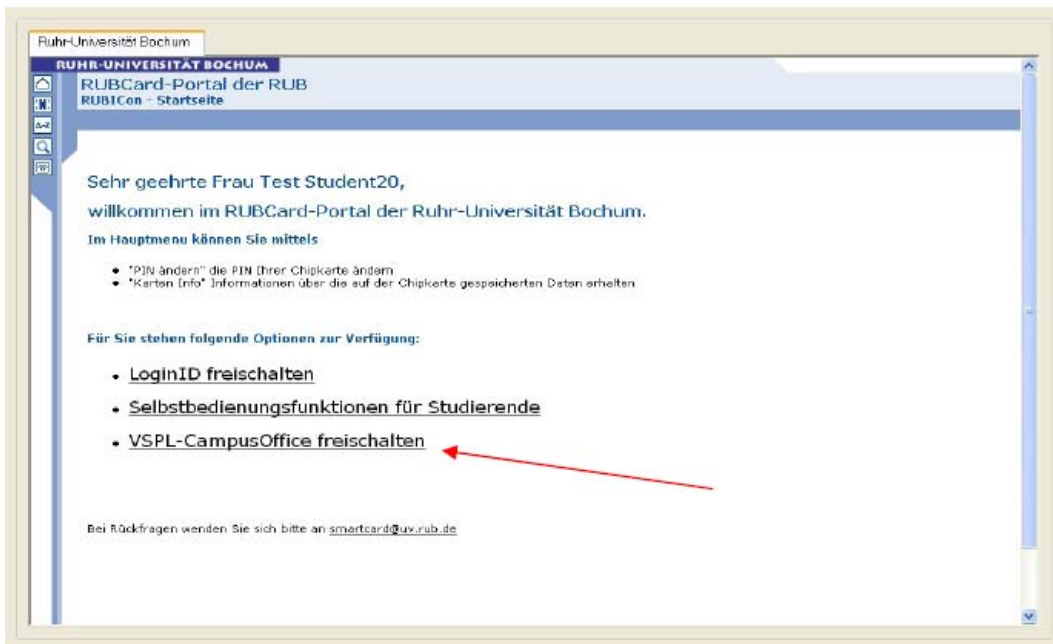 Ruhr-Universität Bochum
RUHR-UNIVERSITÄT BOCHUM
RUBCard-Portal der RUB
RUBICon - Startseite
A-Z
Sehr geehrte Frau Test Student20,
willkommen im RUBCard-Portal der Ruhr-Universität Bochum.
Im Hauptmenu können Sie mittels
"PIN ändern" die PIN Ihrer Chipkarte ändern
"Karten Info" Informationen über die auf der Chipkarte gespeicherten Daten erhalten
Für Sie stehen folgende Optionen zur Verfügung:
LoginID freischalten
Selbstbedienungsfunktionen für Studierende
VSPL-CampusOffice freischalten
Bei Rückfragen wenden Sie sich bitte an smartcard@uv.rub.de